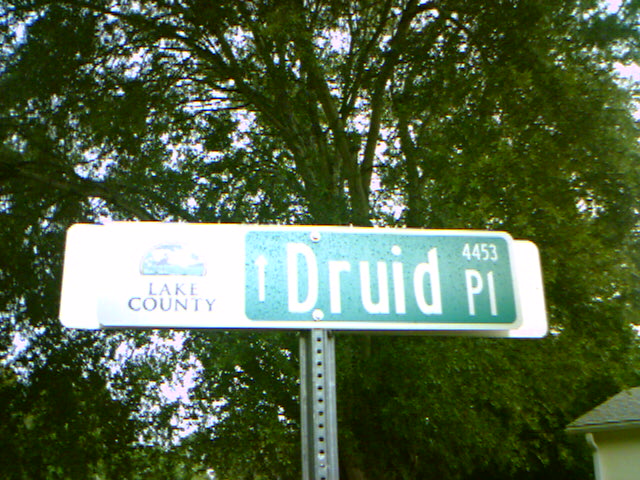 LAKE
COUNTY
↑ Druid Pl
4453